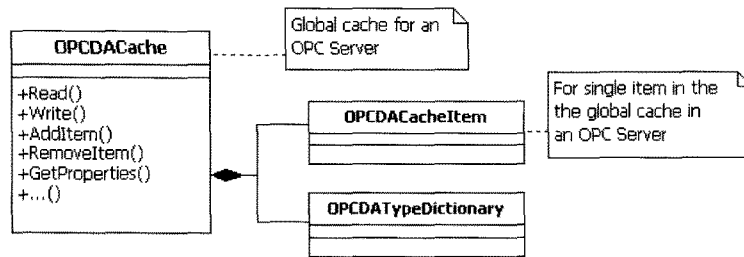 OPCDACache
+Read()
+Write()
+AddItem()
+RemoveItem()
+GetProperties()
+...()
Global cache for an
OPC Server
OPCDACacheItem
For single item in the
the global cache in
an OPC Server
OPCDATypeDictionary